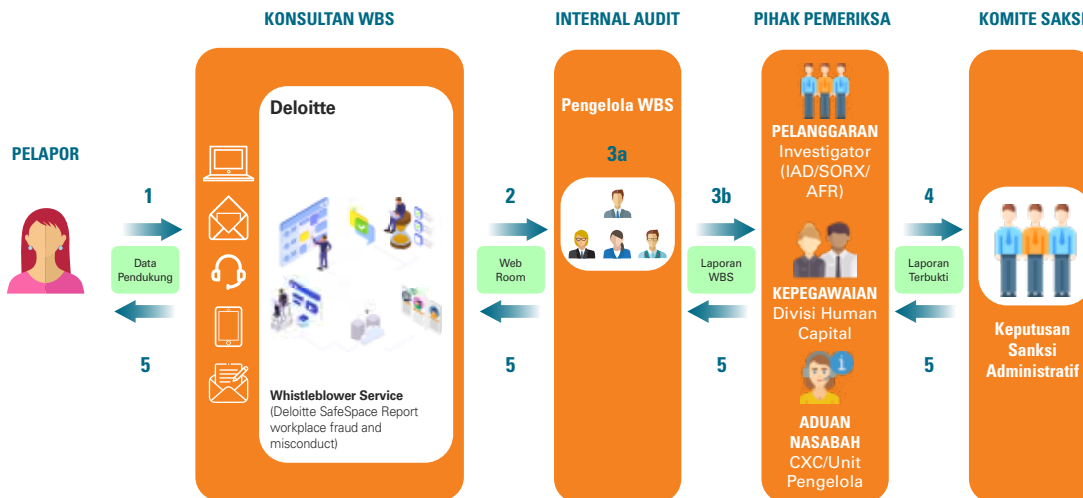 KONSULTAN WBS
INTERNAL AUDIT
PIHAK PEMERIKSA
KOMITE SAKSI
PELAPOR
1
Data
Pendukung
5
Deloitte
Whistleblower Service
(Deloitte SafeSpace Report
workplace fraud and
misconduct)
2
Web
Room
5
Pengelola WBS
3a
3b
Laporan
WBS
5
PELANGGARAN
Investigator
(IAD/SORX/
AFR)
KEPEGAWAIAN
Divisi Human
Capital
ADUAN
NASABAH
CXC/Unit
Pengelola
4
Laporan
Terbukti
5
Keputusan
Sanksi
Administratif